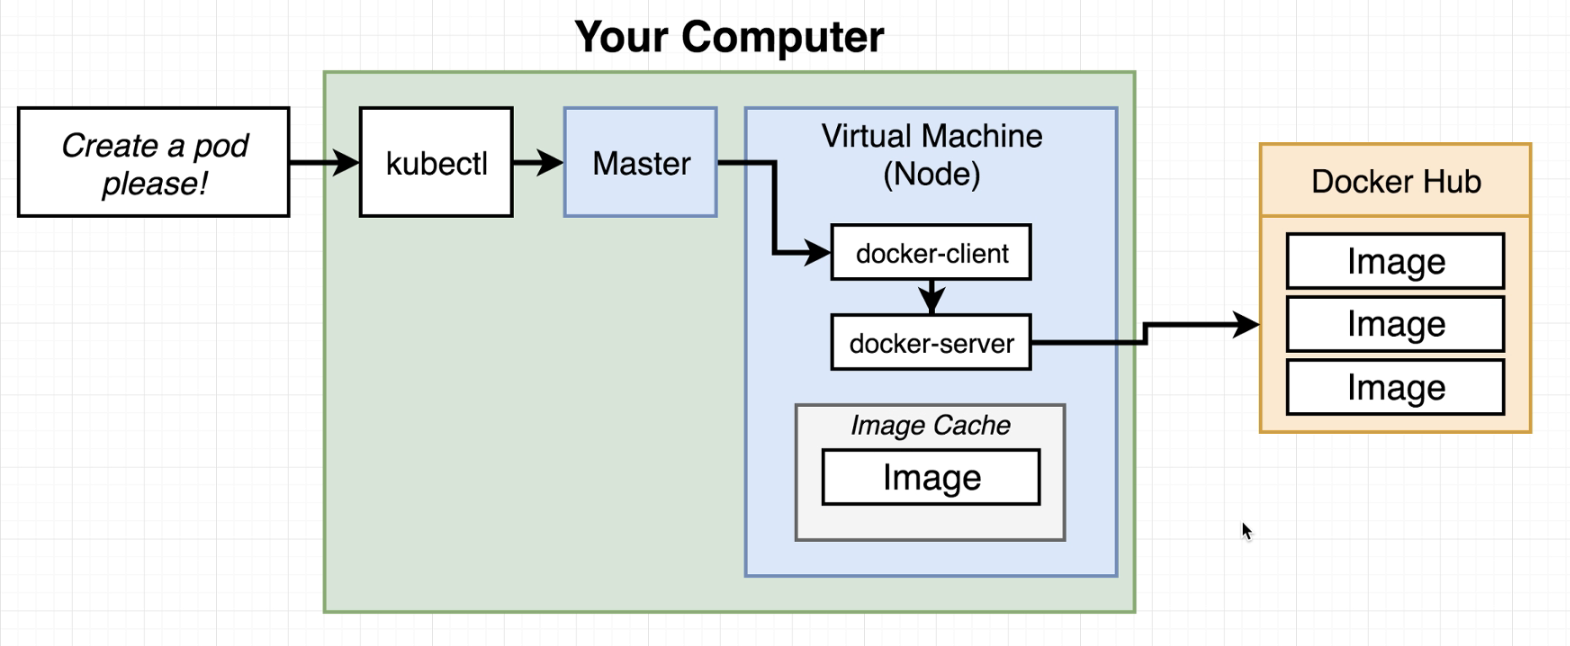 Your Computer
Create a pod
please!
kubectl
Master
Virtual Machine
(Node)
docker-client
docker-server
Image Cache
Image
Docker Hub
Image
Image
Image